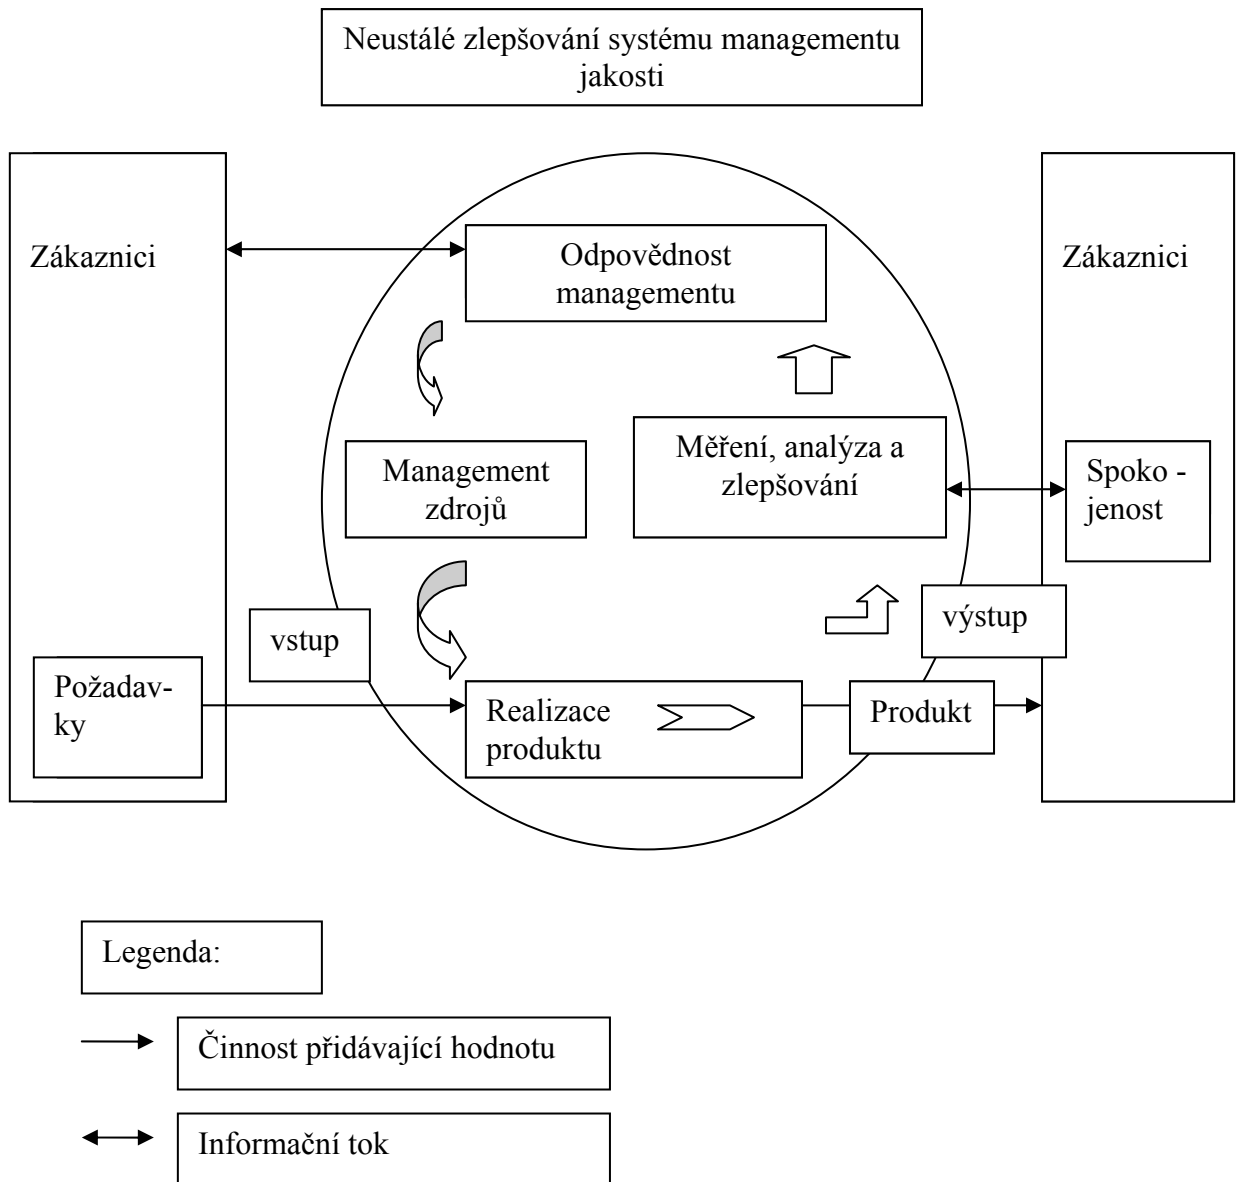 Neustálé zlepšování systému managementu
jakosti
Zákaznici
Odpovědnost
managementu
Zákaznici
Management
zdrojů
Měření, analýza a
zlepšování
Spoko -
jenost
vstup
výstup
Požadav-
ky
Realizace
produktu
Produkt
Legenda:
Činnost přidávající hodnotu
Informační tok